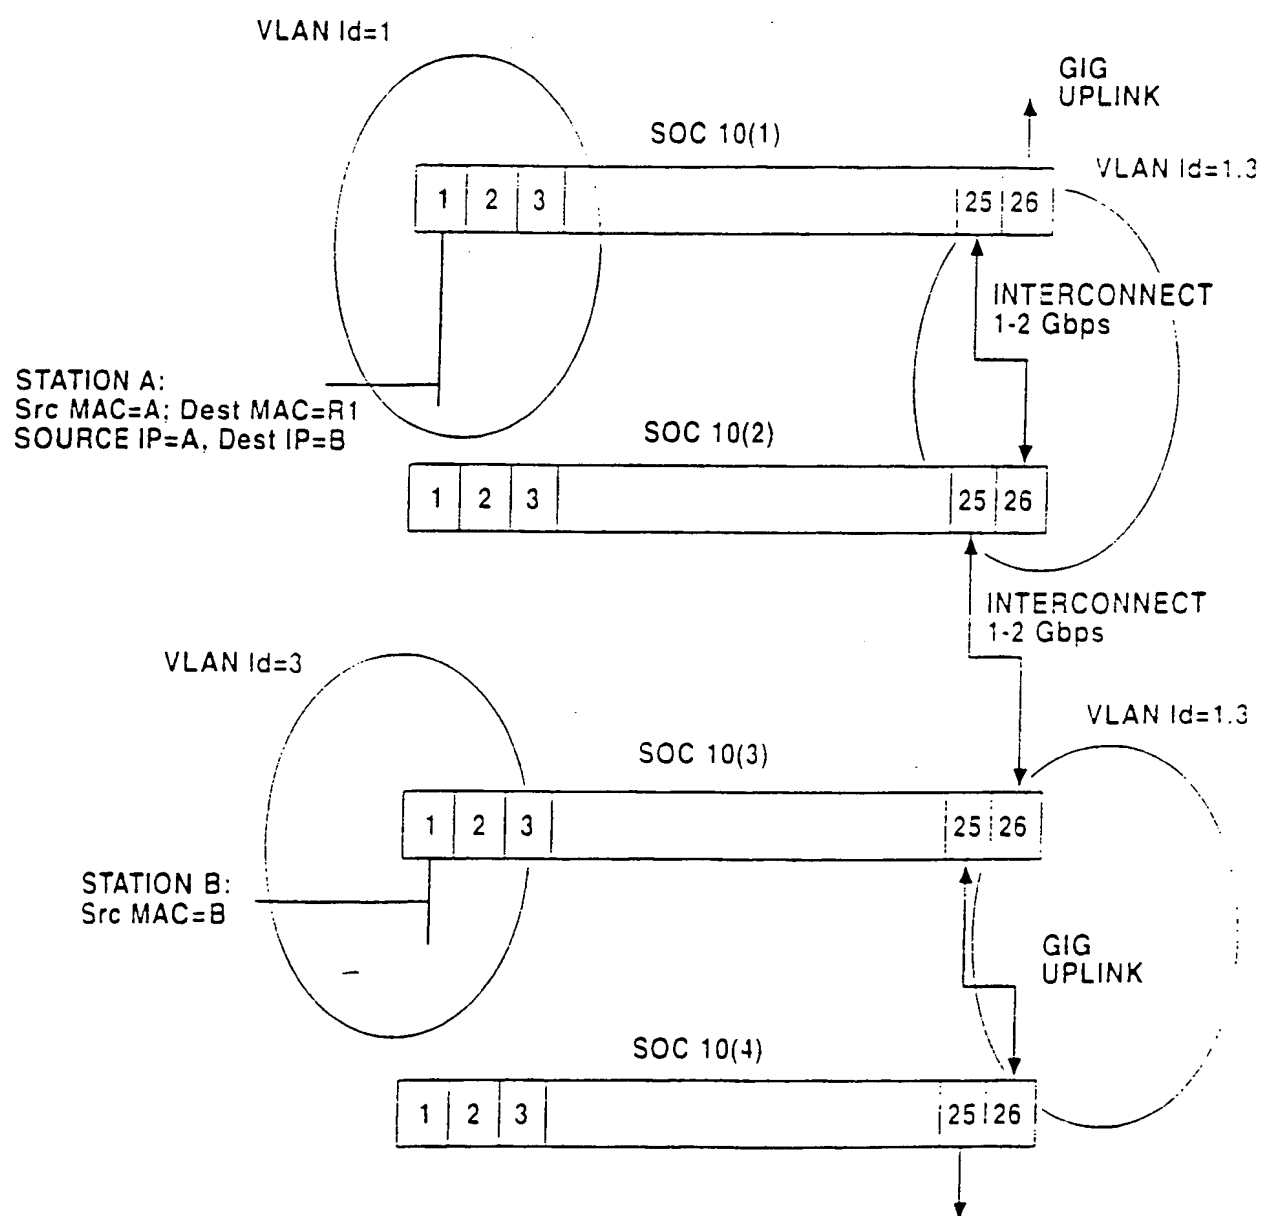 VLAN Id=1
GIG
UPLINK
SOC 10(1)
VLAN Id=1.3
1 2 3 25 26
INTERCONNECT
1-2 Gbps
STATION A:
Src MAC=A; Dest MAC=R1
SOURCE IP=A, Dest IP=B
SOC 10(2)
1 2 3 25 26
INTERCONNECT
1-2 Gbps
VLAN Id=3
VLAN Id=1.3
SOC 10(3)
1 2 3 25 26
STATION B:
Src MAC=B
GIG
UPLINK
SOC 10(4)
1 2 3 25 26